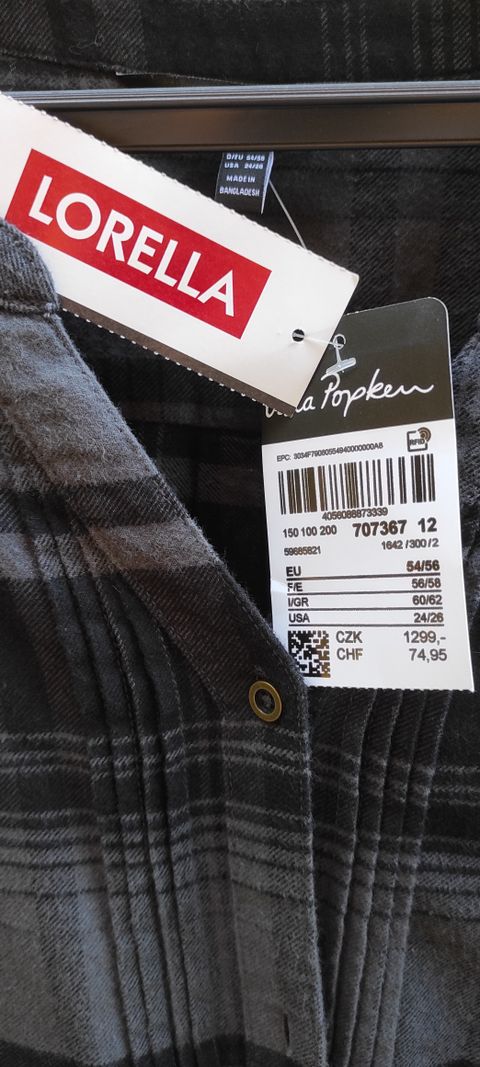 D/EU 54/56
USA 24/26
MADE IN
BANGLADESH
LORELLA
Popken
EPC: 3034F79080554940000000A8
RFID
4056088873339
150 100 200 707367 12
59685821 1642 /300/2
EU 54/56
F/E 56/58
I/GR 60/62
USA 24/26
CZK 1299,-
CHF 74,95